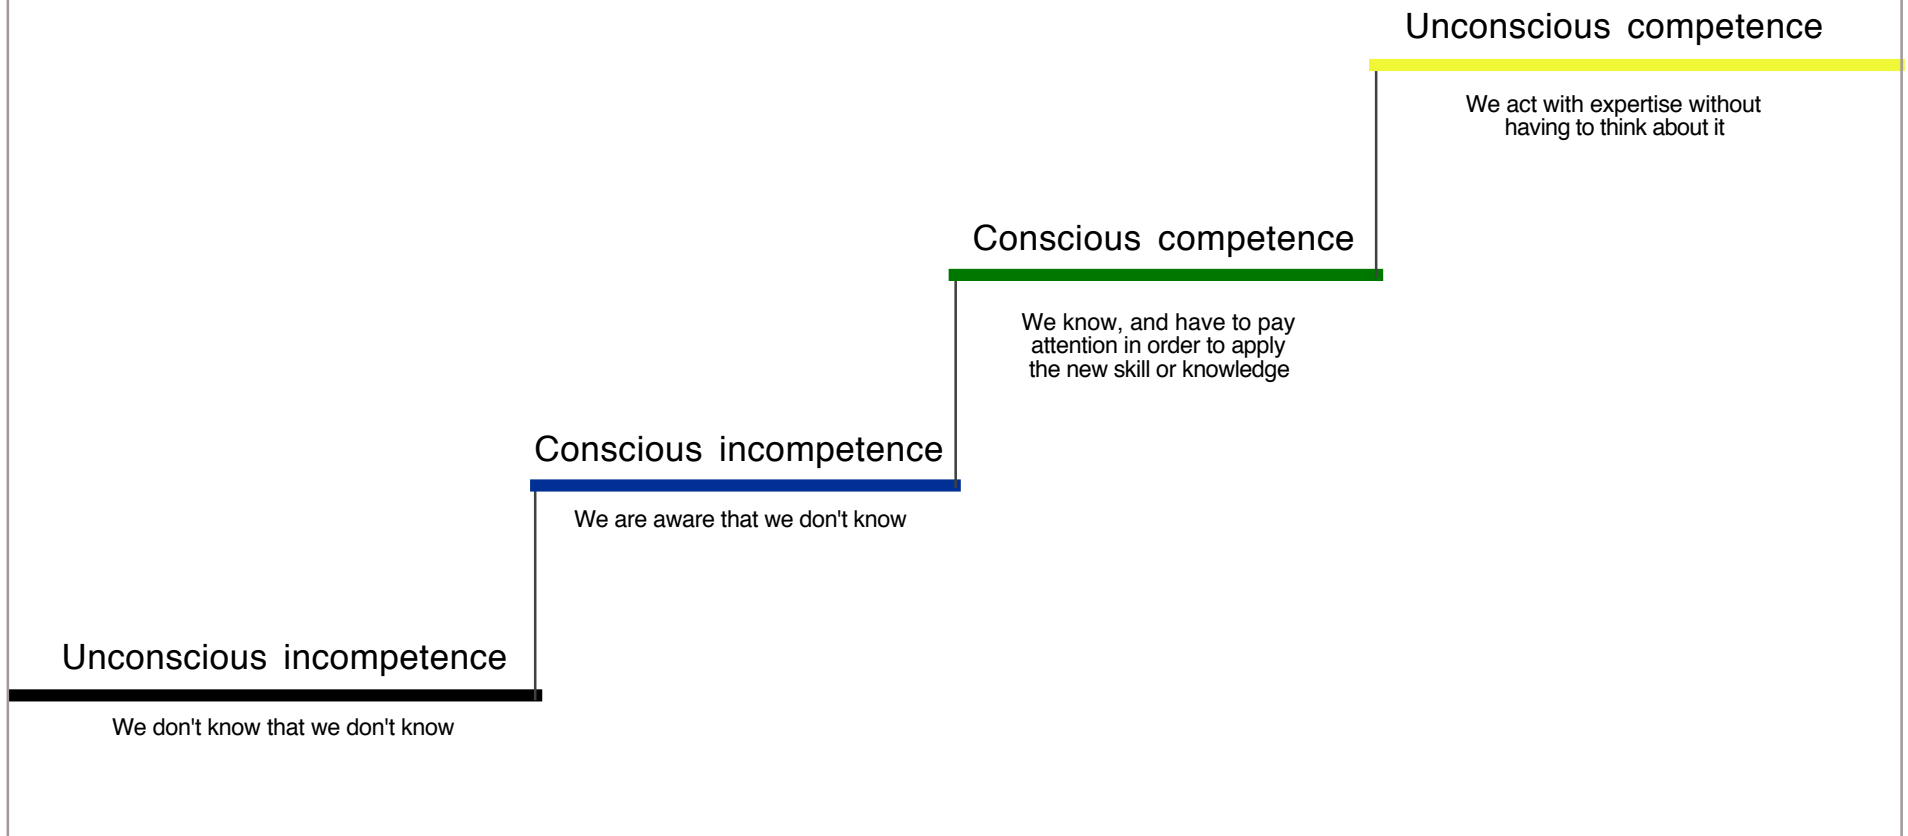 Unconscious competence
We act with expertise without
having to think about it
Conscious competence
We know, and have to pay
attention in order to apply
the new skill or knowledge
Conscious incompetence
We are aware that we don't know
Unconscious incompetence
We don't know that we don't know